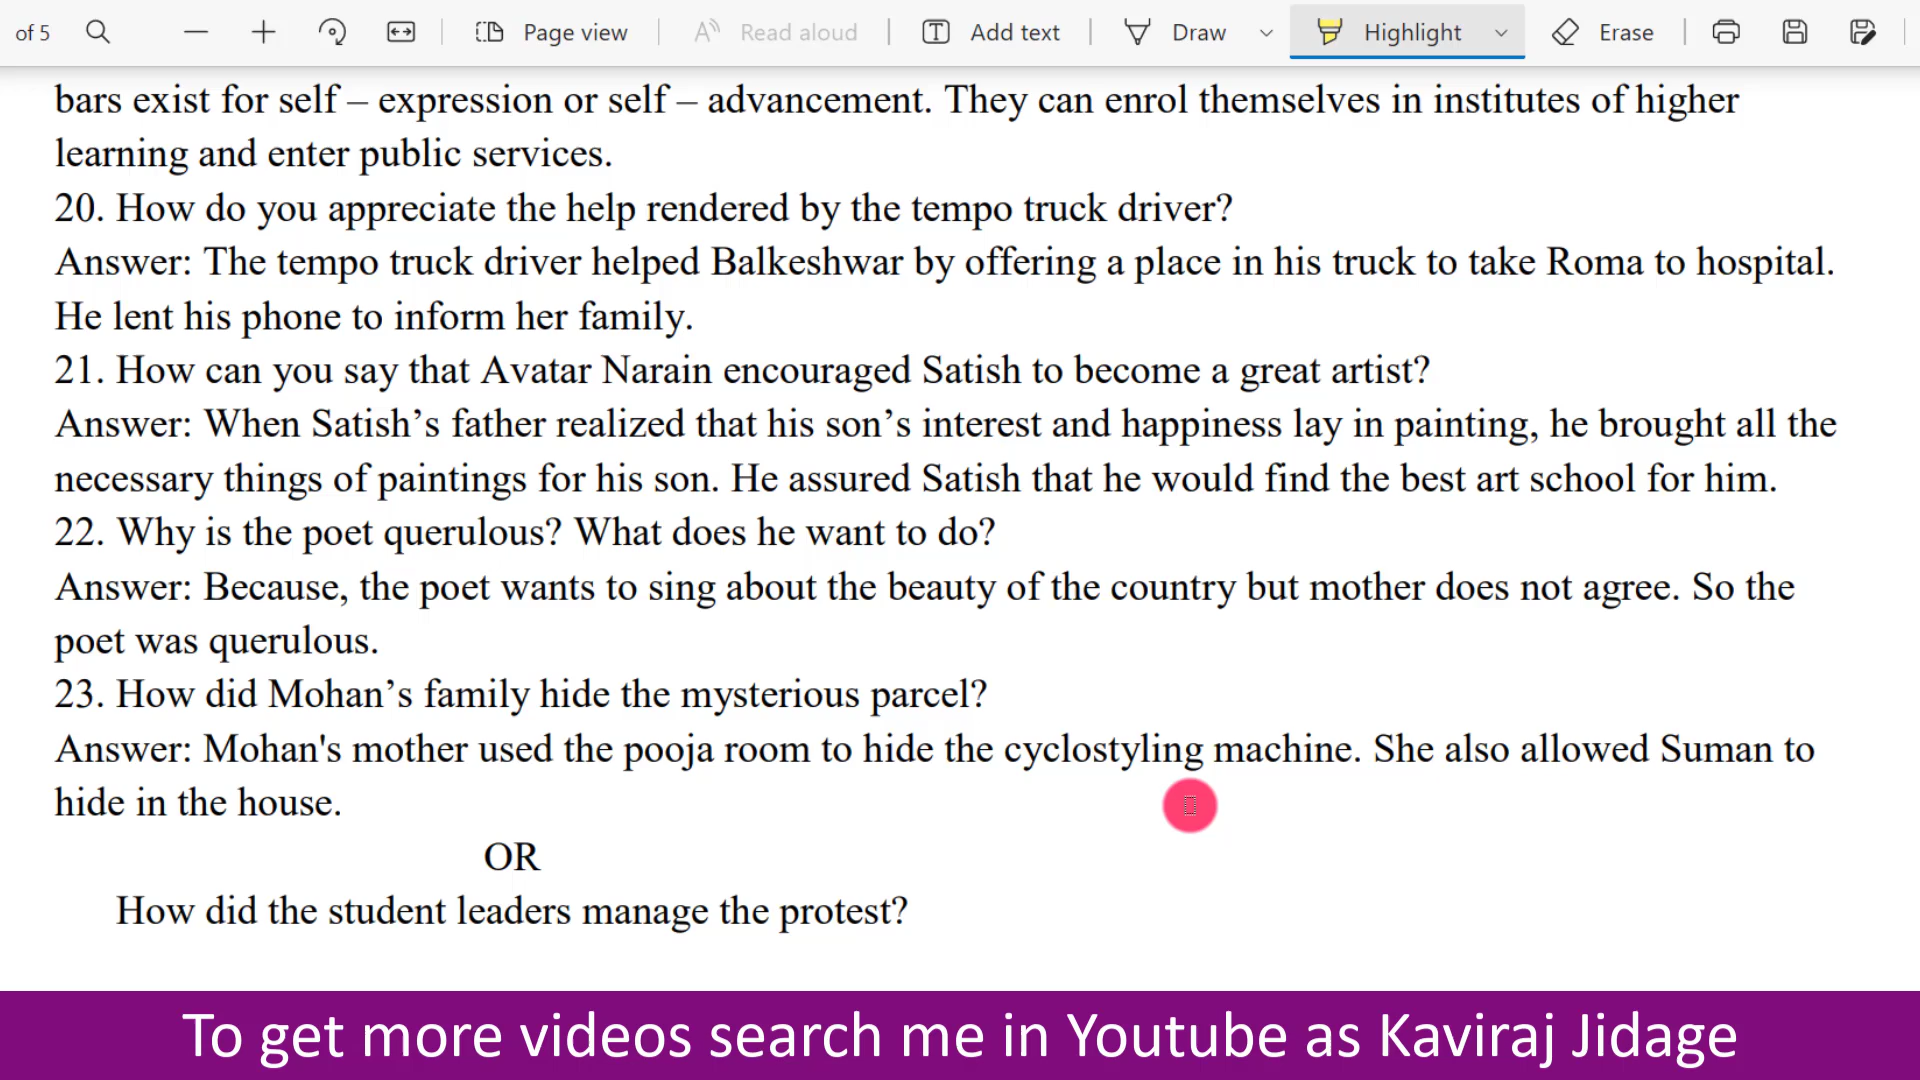 of 5
Page view
Read aloud
Add text
Draw
Highlight
Erase
bars exist for self – expression or self – advancement. They can enrol themselves in institutes of higher
learning and enter public services.
20. How do you appreciate the help rendered by the tempo truck driver?
Answer: The tempo truck driver helped Balkeshwar by offering a place in his truck to take Roma to hospital.
He lent his phone to inform her family.
21. How can you say that Avatar Narain encouraged Satish to become a great artist?
Answer: When Satish’s father realized that his son’s interest and happiness lay in painting, he brought all the
necessary things of paintings for his son. He assured Satish that he would find the best art school for him.
22. Why is the poet querulous? What does he want to do?
Answer: Because, the poet wants to sing about the beauty of the country but mother does not agree. So the
poet was querulous.
23. How did Mohan’s family hide the mysterious parcel?
Answer: Mohan's mother used the pooja room to hide the cyclostyling machine. She also allowed Suman to
hide in the house.
OR
How did the student leaders manage the protest?
To get more videos search me in Youtube as Kaviraj Jidage